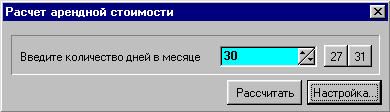 Расчет арендной стоимости
Введите количество дней в месяце 30 27 31
Рассчитать Настройка...